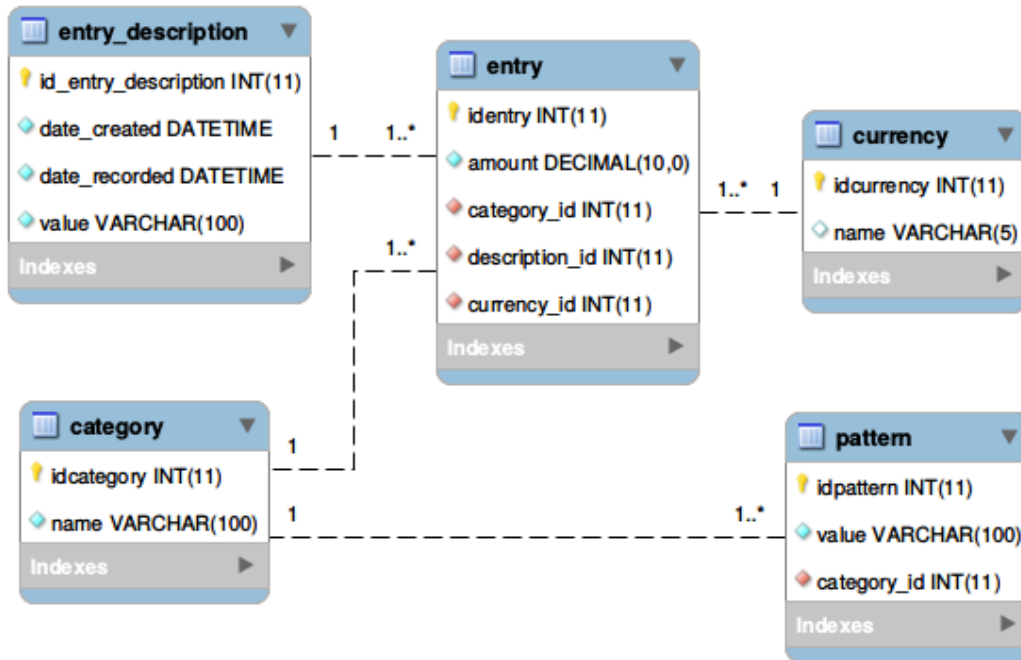 entry_description
id_entry_description INT(11)
date_created DATETIME
date_recorded DATETIME
value VARCHAR(100)
Indexes
1
1..*
entry
identry INT(11)
amount DECIMAL(10,0)
category_id INT(11)
description_id INT(11)
currency_id INT(11)
Indexes
1..*
1
currency
idcurrency INT(11)
name VARCHAR(5)
Indexes
1..*
category
idcategory INT(11)
name VARCHAR(100)
Indexes
1
1
1..*
pattern
idpattern INT(11)
value VARCHAR(100)
category_id INT(11)
Indexes